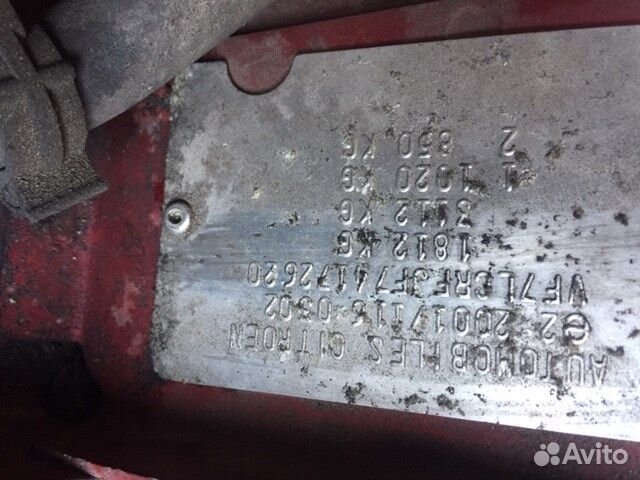 AUTOMOBILES CITROEN
e2 2001/116 0302
VF7LCRFJF74172620
1812 KG
3112 KG
1 1020 KG
2 850 KG
Avito